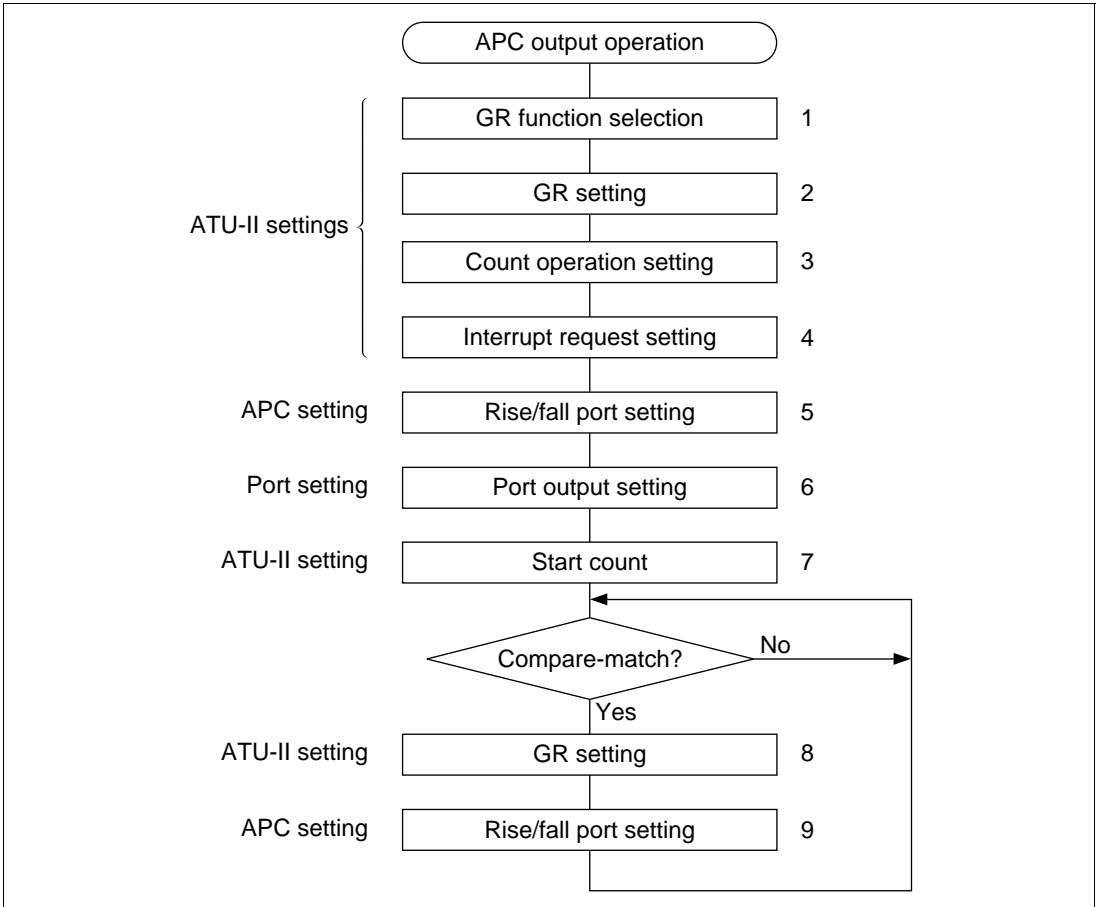 APC output operation
GR function selection 1
GR setting 2
ATU-II settings
Count operation setting 3
Interrupt request setting 4
APC setting Rise/fall port setting 5
Port setting Port output setting 6
ATU-II setting Start count 7
Compare-match? No
Yes
ATU-II setting GR setting 8
APC setting Rise/fall port setting 9